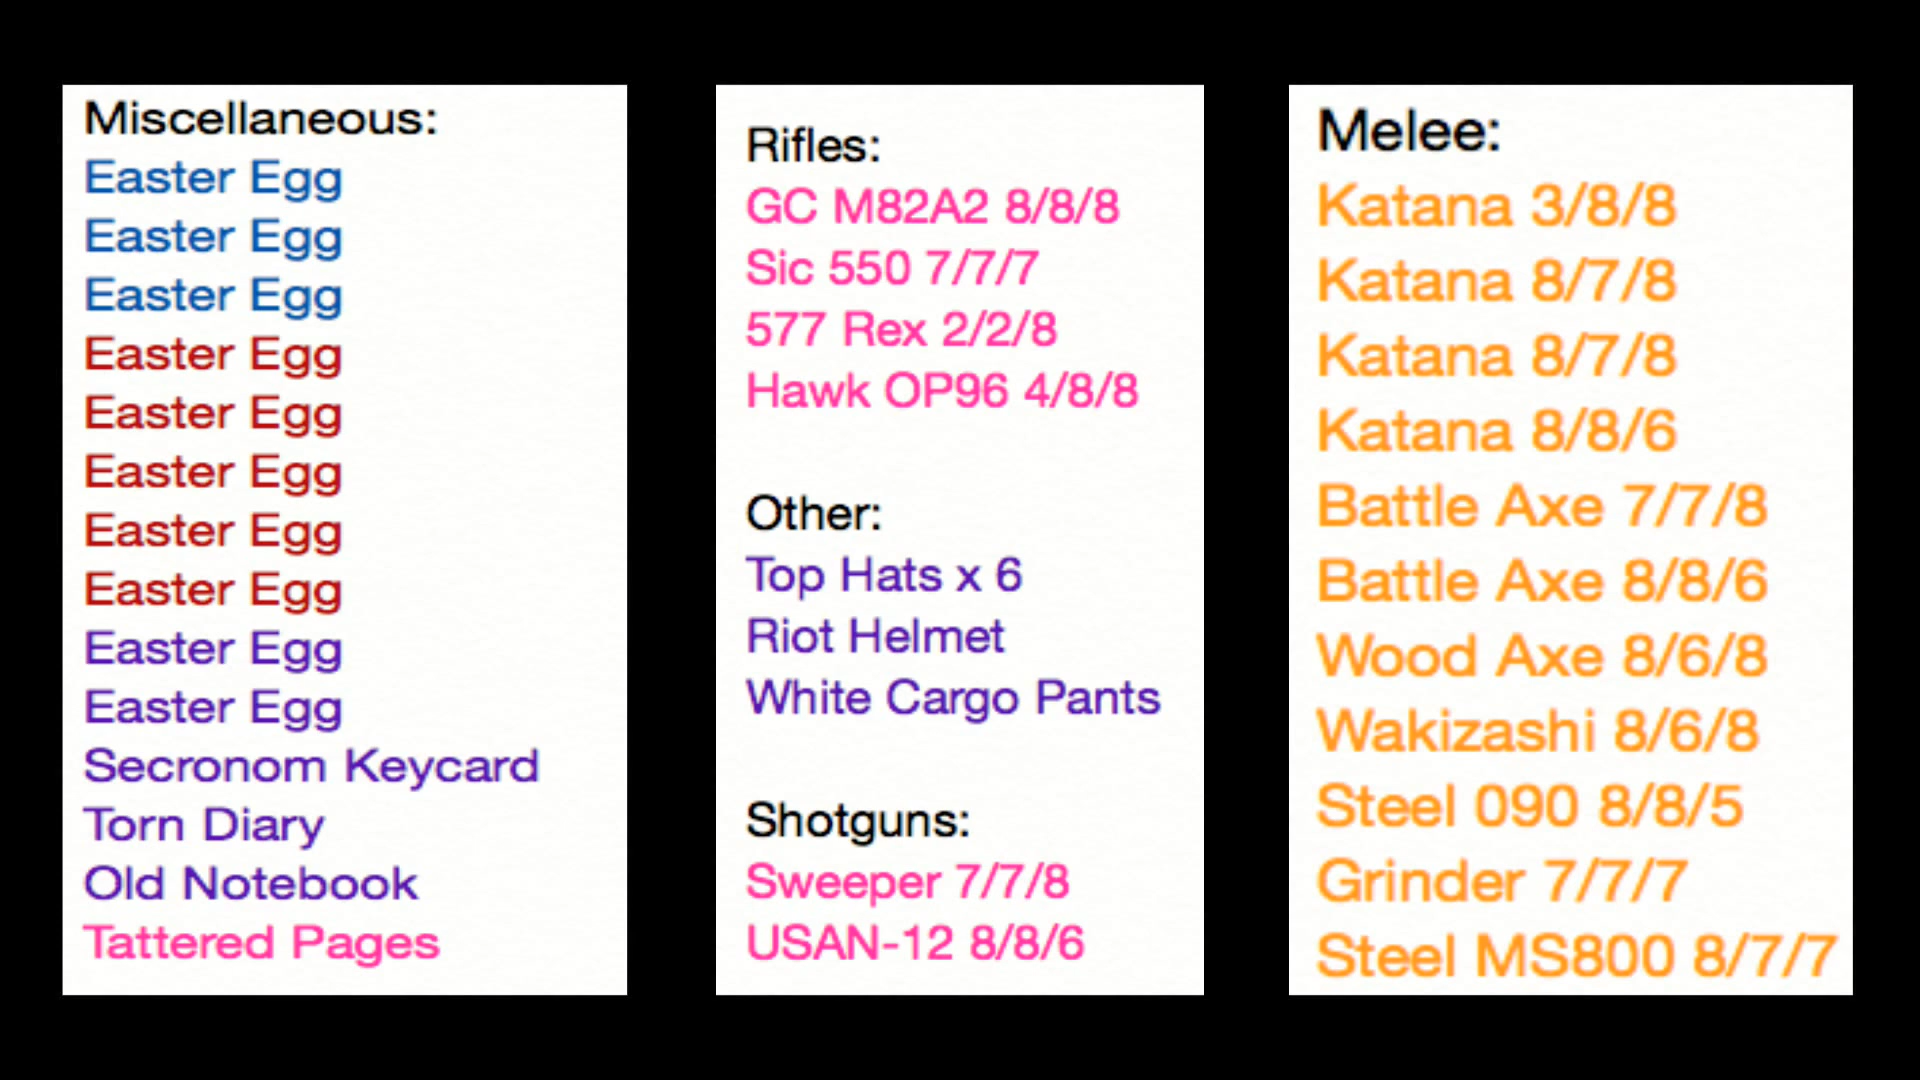 Miscellaneous:
Easter Egg
Easter Egg
Easter Egg
Easter Egg
Easter Egg
Easter Egg
Easter Egg
Easter Egg
Easter Egg
Easter Egg
Secronom Keycard
Torn Diary
Old Notebook
Tattered Pages
Rifles:
GC M82A2 8/8/8
Sic 550 7/7/7
577 Rex 2/2/8
Hawk OP96 4/8/8
Other:
Top Hats x 6
Riot Helmet
White Cargo Pants
Shotguns:
Sweeper 7/7/8
USAN-12 8/8/6
Melee:
Katana 3/8/8
Katana 8/7/8
Katana 8/7/8
Katana 8/8/6
Battle Axe 7/7/8
Battle Axe 8/8/6
Wood Axe 8/6/8
Wakizashi 8/6/8
Steel 090 8/8/5
Grinder 7/7/7
Steel MS800 8/7/7